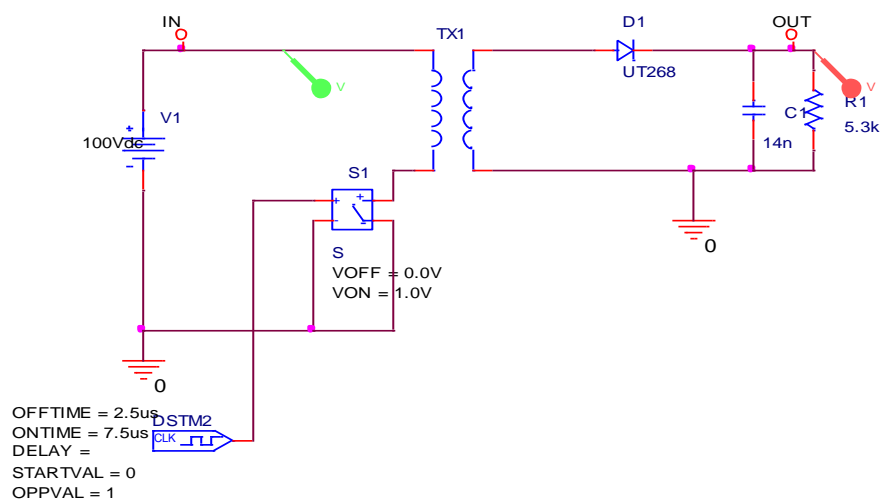 IN
TX1
D1
OUT
UT268
V
V
V1
+
100Vdc
-
C1
R1
14n
5.3k
S1
+
+
-
-
S
VOFF = 0.0V
VON = 1.0V
0
0
OFFTIME = 2.5us
DSTM2
ONTIME = 7.5us
CLK
DELAY =
STARTVAL = 0
OPPVAL = 1